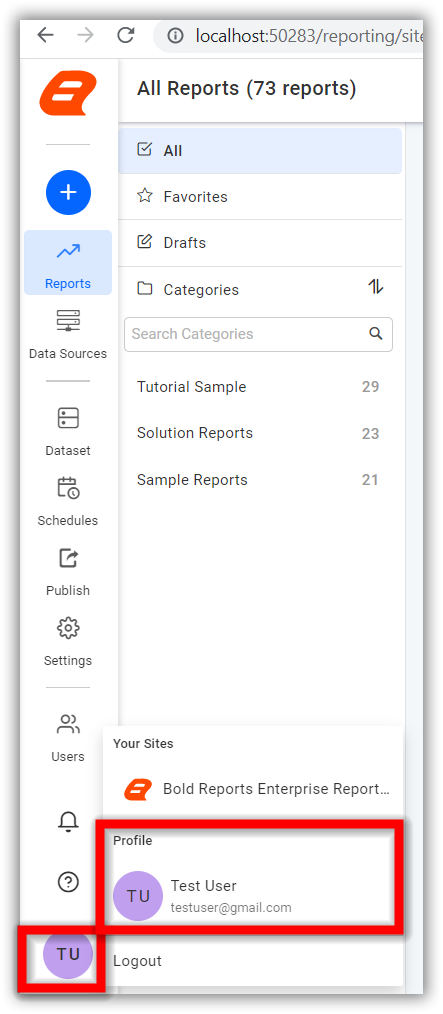 localhost:50283/reporting/site
All Reports (73 reports)
All
Favorites
Drafts
Categories
Search Categories
Tutorial Sample 29
Solution Reports 23
Sample Reports 21
Reports
Data Sources
Dataset
Schedules
Publish
Settings
Users
Your Sites
Bold Reports Enterprise Report...
Profile
TU
Test User
testuser@gmail.com
TU
Logout